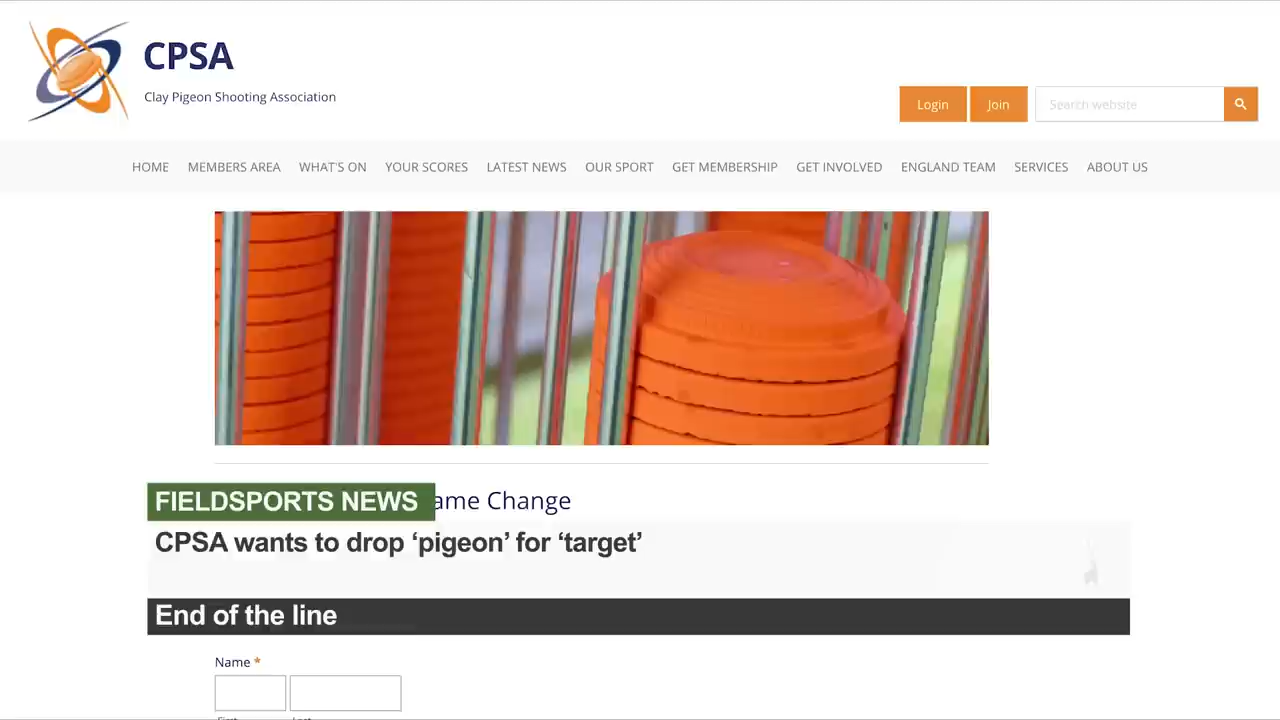 CPSA
Clay Pigeon Shooting Association
Login
Join
Search website
HOME
MEMBERS AREA
WHAT'S ON
YOUR SCORES
LATEST NEWS
OUR SPORT
GET MEMBERSHIP
GET INVOLVED
ENGLAND TEAM
SERVICES
ABOUT US
FIELDSPORTS NEWS
ame Change
CPSA wants to drop ‘pigeon’ for ‘target’
End of the line
Name *